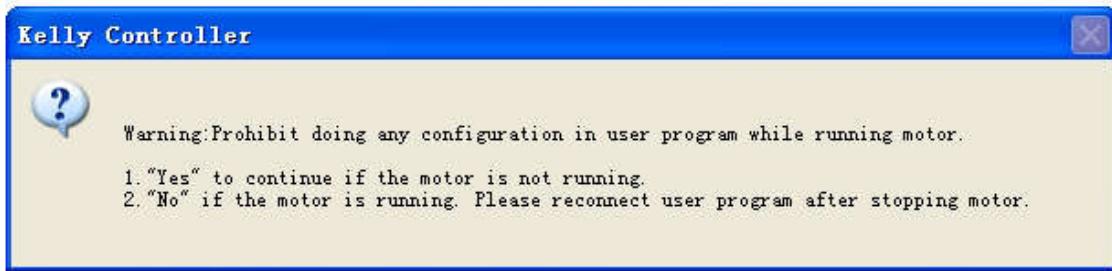 Kelly Controller
Warning:Prohibit doing any configuration in user program while running motor.
1."Yes" to continue if the motor is not running.
2."No" if the motor is running. Please reconnect user program after stopping motor.